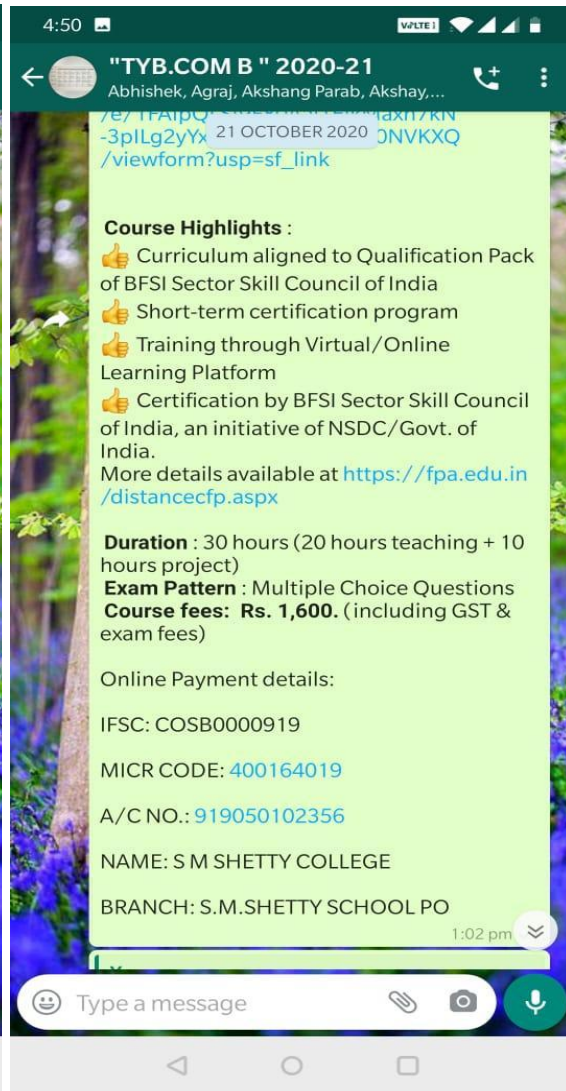 4:50
VoLTE 1
"TYB.COM B " 2020-21
Abhishek, Agraj, Akshang Parab, Akshay,...
21 OCTOBER 2020
/viewform?usp=sf_link
Course Highlights :
👍 Curriculum aligned to Qualification Pack
of BFSI Sector Skill Council of India
👍 Short-term certification program
👍 Training through Virtual/Online
Learning Platform
👍 Certification by BFSI Sector Skill Council
of India, an initiative of NSDC/Govt. of
India.
More details available at https://fpa.edu.in
/distancecfp.aspx
Duration : 30 hours (20 hours teaching + 10
hours project)
Exam Pattern : Multiple Choice Questions
Course fees: Rs. 1,600. (including GST &
exam fees)
Online Payment details:
IFSC: COSB0000919
MICR CODE: 400164019
A/C NO.: 919050102356
NAME: S M SHETTY COLLEGE
BRANCH: S.M.SHETTY SCHOOL PO
1:02 pm
Type a message